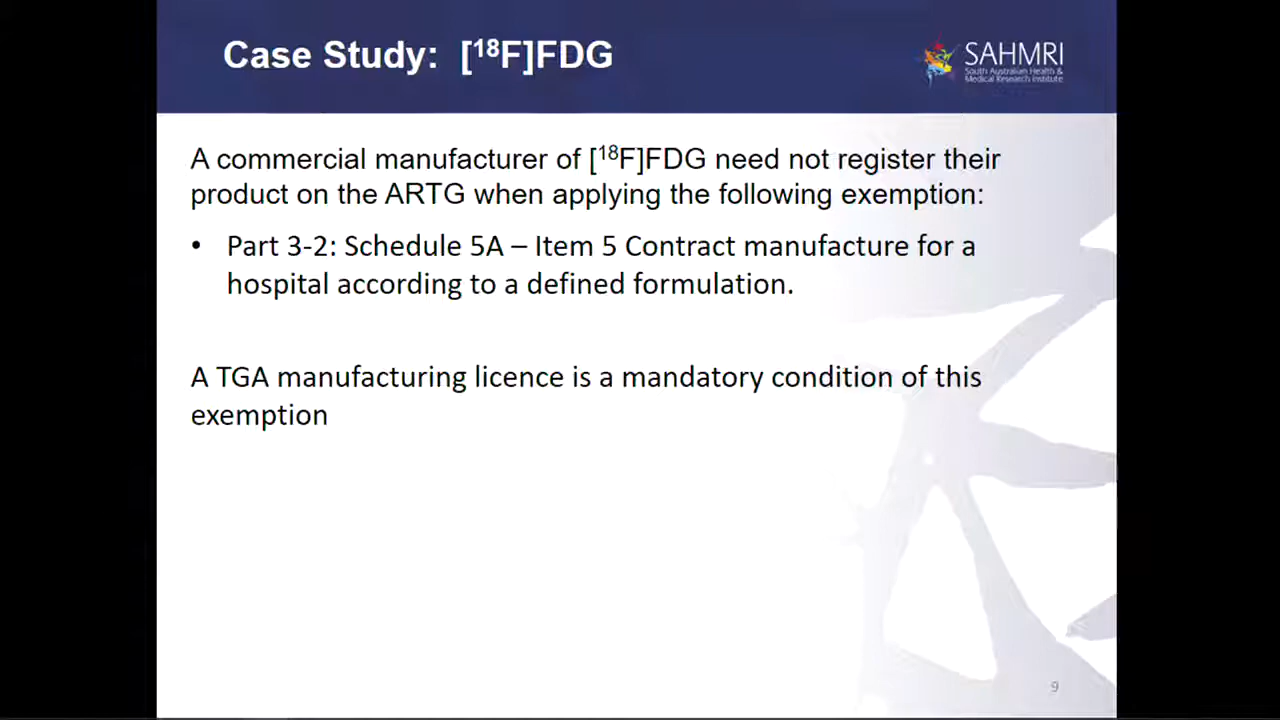 Case Study: [¹⁸F]FDG
SAHMRI
South Australian Health &
Medical Research Institute
A commercial manufacturer of [¹⁸F]FDG need not register their
product on the ARTG when applying the following exemption:
• Part 3-2: Schedule 5A – Item 5 Contract manufacture for a
hospital according to a defined formulation.
A TGA manufacturing licence is a mandatory condition of this
exemption
9